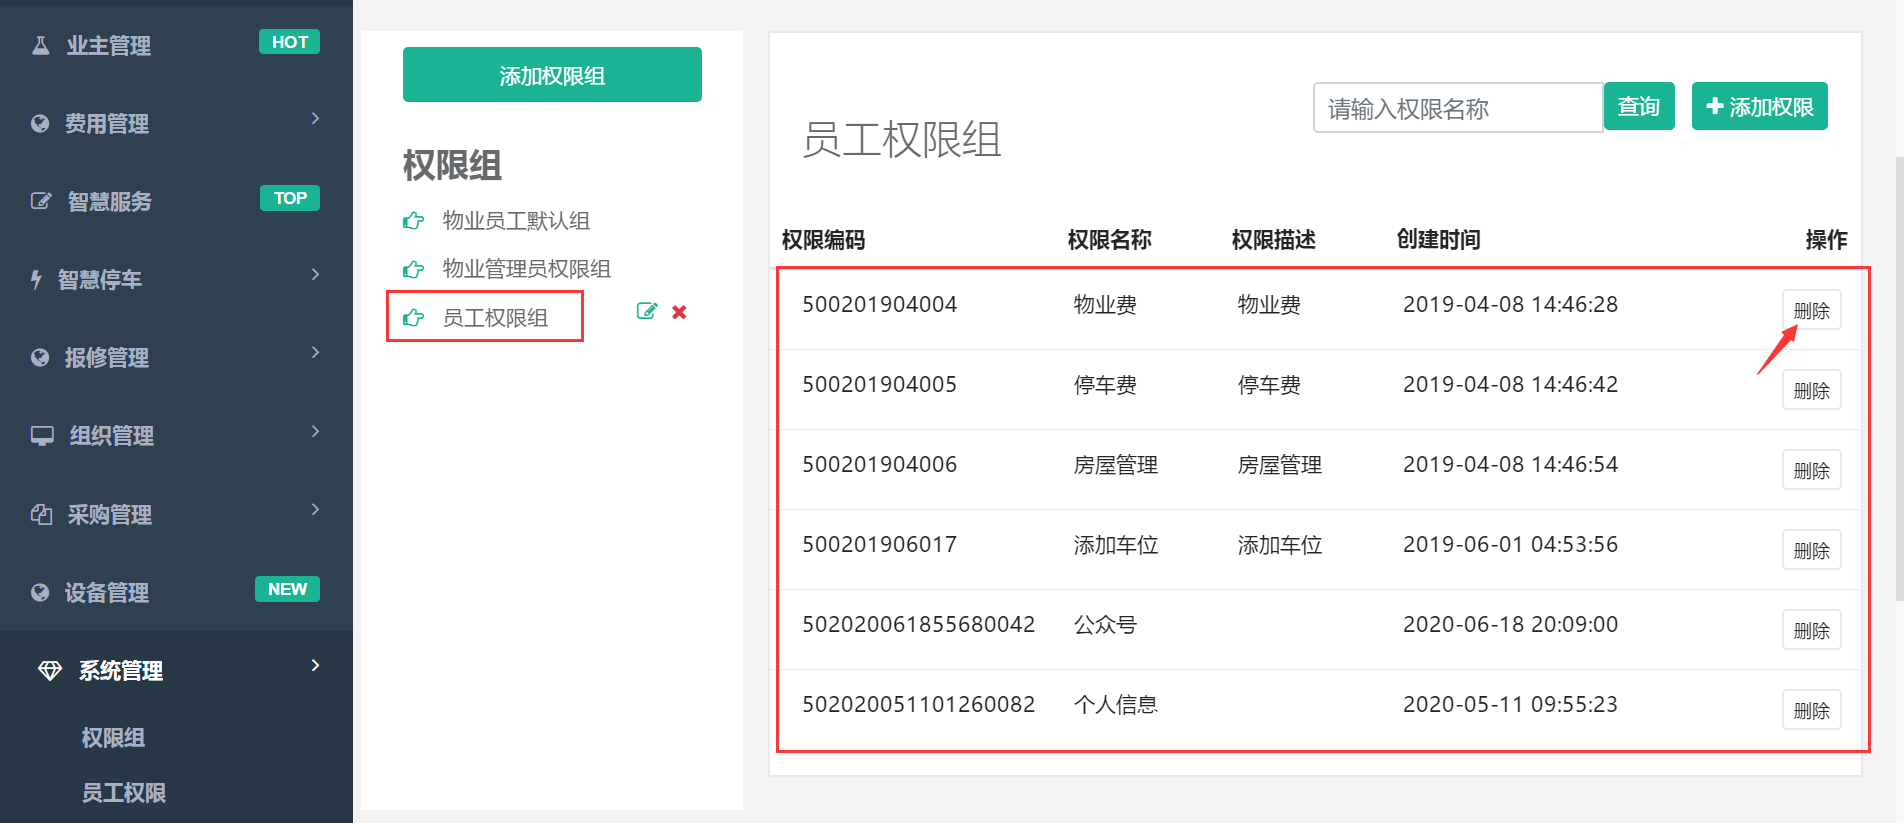 业主管理 HOT
费用管理
智慧服务 TOP
智慧停车
报修管理
组织管理
采购管理
设备管理 NEW
系统管理
权限组
员工权限
添加权限组
权限组
物业员工默认组
物业管理员权限组
员工权限组
员工权限组
请输入权限名称 查询 添加权限
权限编码 权限名称 权限描述 创建时间 操作
500201904004 物业费 物业费 2019-04-08 14:46:28 删除
500201904005 停车费 停车费 2019-04-08 14:46:42 删除
500201904006 房屋管理 房屋管理 2019-04-08 14:46:54 删除
500201906017 添加车位 添加车位 2019-06-01 04:53:56 删除
502020061855680042 公众号 2020-06-18 20:09:00 删除
502020051101260082 个人信息 2020-05-11 09:55:23 删除